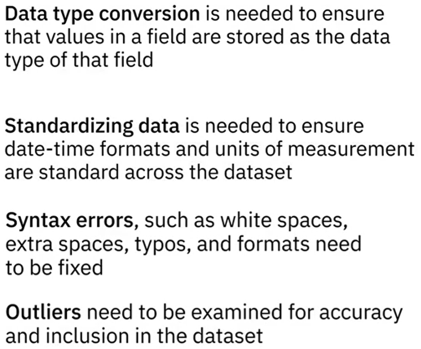 Data type conversion is needed to ensure
that values in a field are stored as the data
type of that field
Standardizing data is needed to ensure
date-time formats and units of measurement
are standard across the dataset
Syntax errors, such as white spaces,
extra spaces, typos, and formats need
to be fixed
Outliers need to be examined for accuracy
and inclusion in the dataset